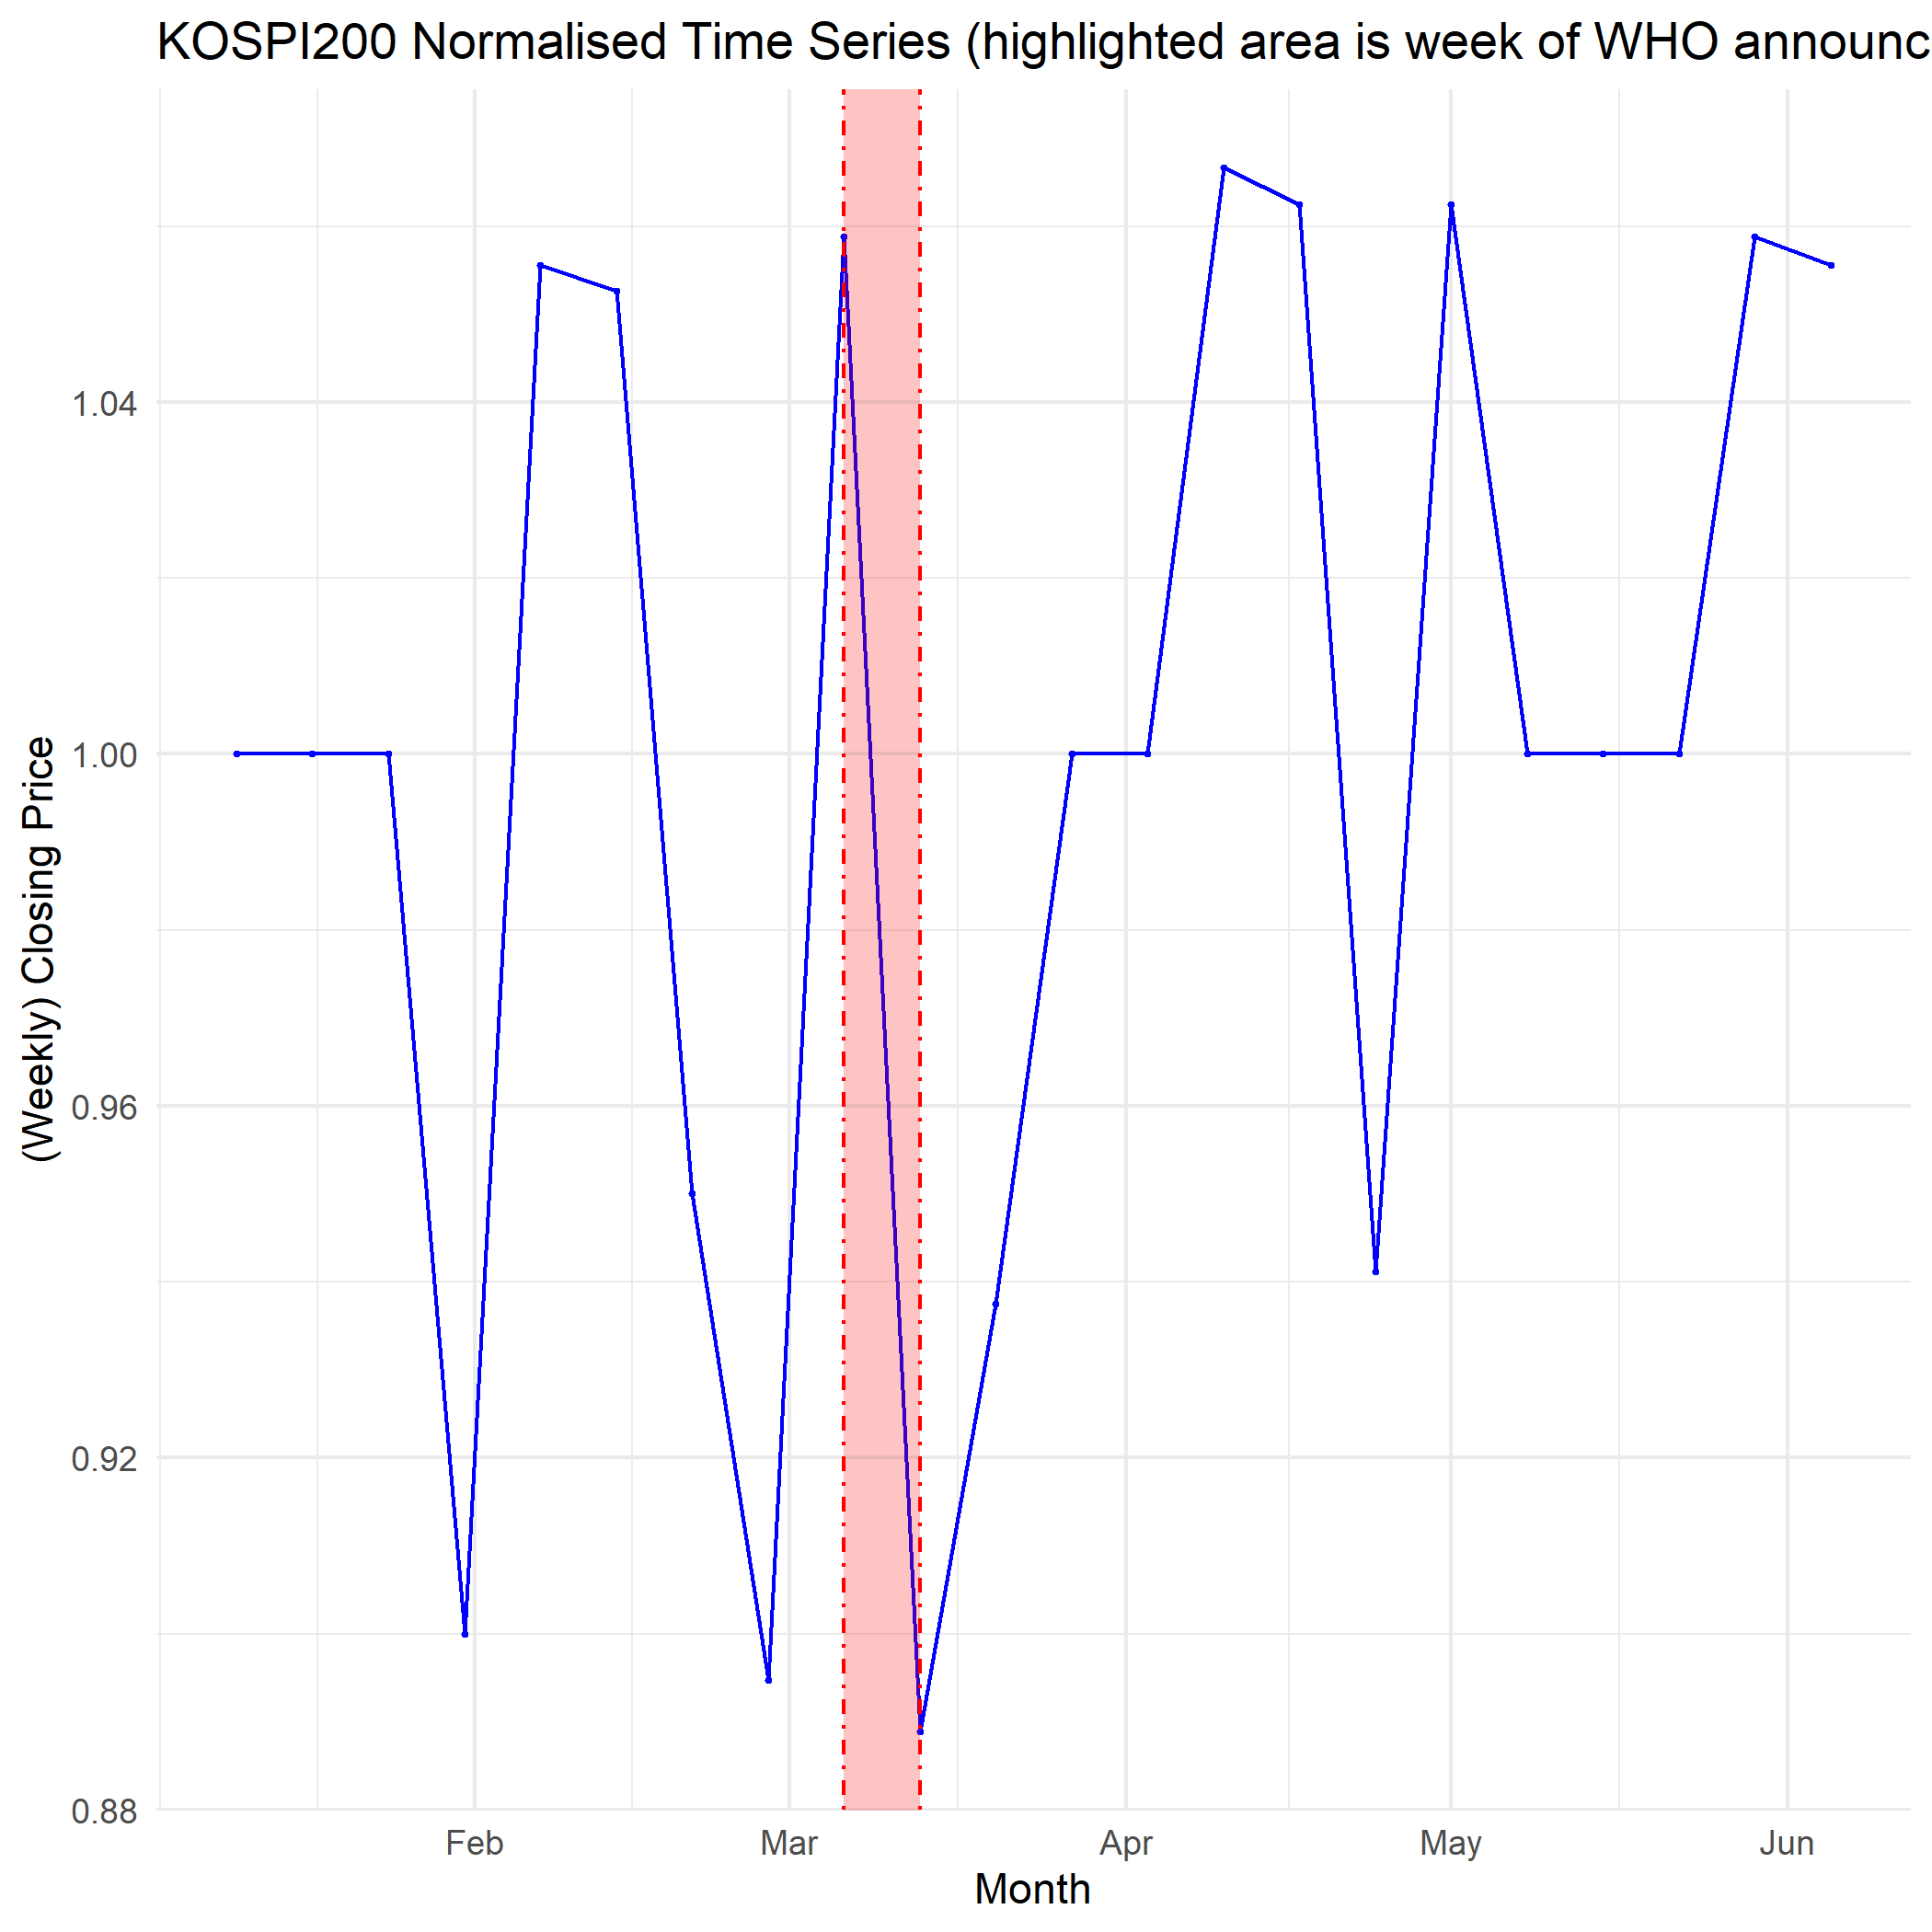 KOSPI200 Normalised Time Series (highlighted area is week of WHO announc
1.04
1.00
0.96
0.92
0.88
(Weekly) Closing Price
Feb Mar Apr May Jun
Month